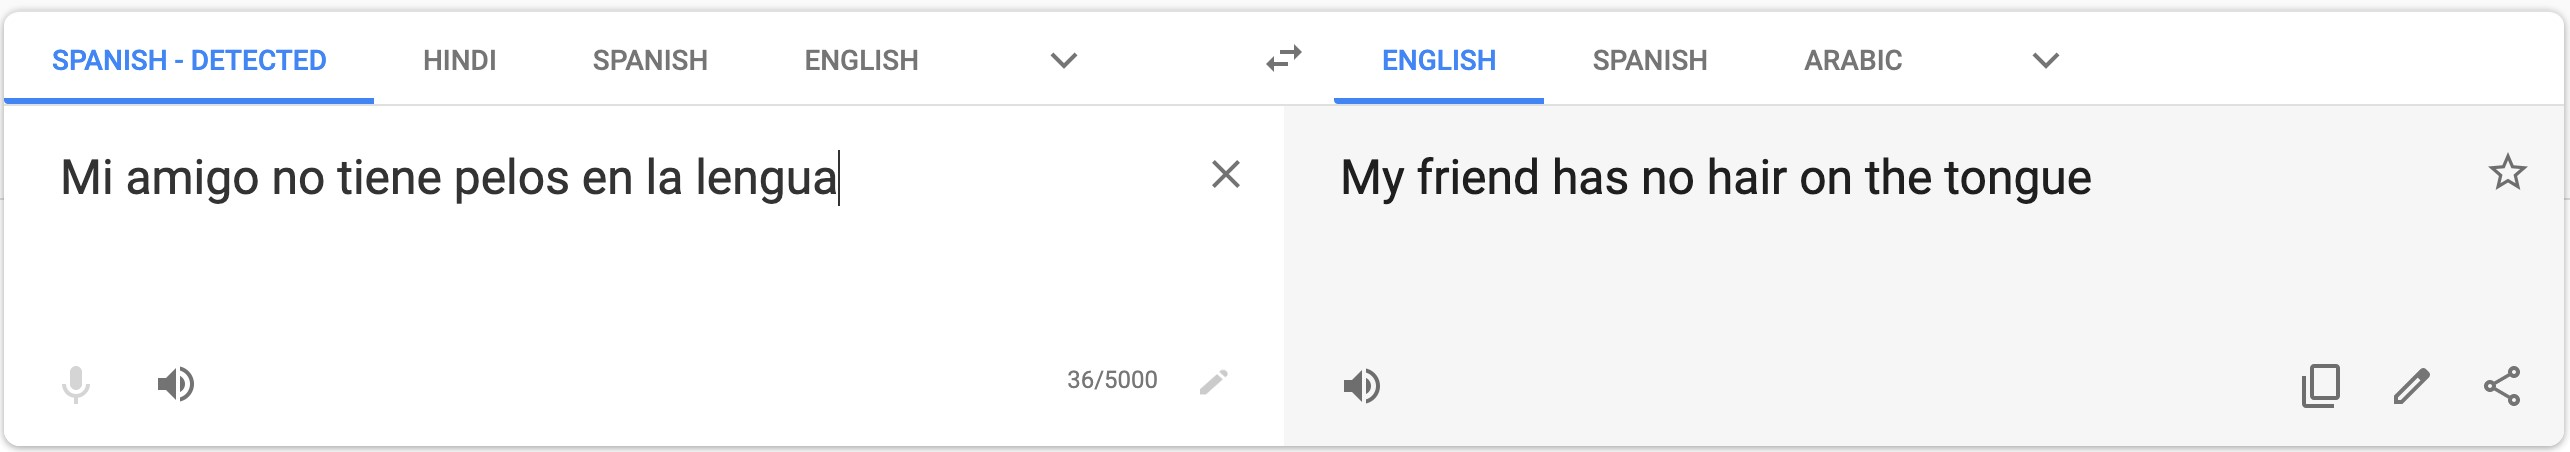 SPANISH - DETECTED HINDI SPANISH ENGLISH ENGLISH SPANISH ARABIC
Mi amigo no tiene pelos en la lengua
My friend has no hair on the tongue
36/5000